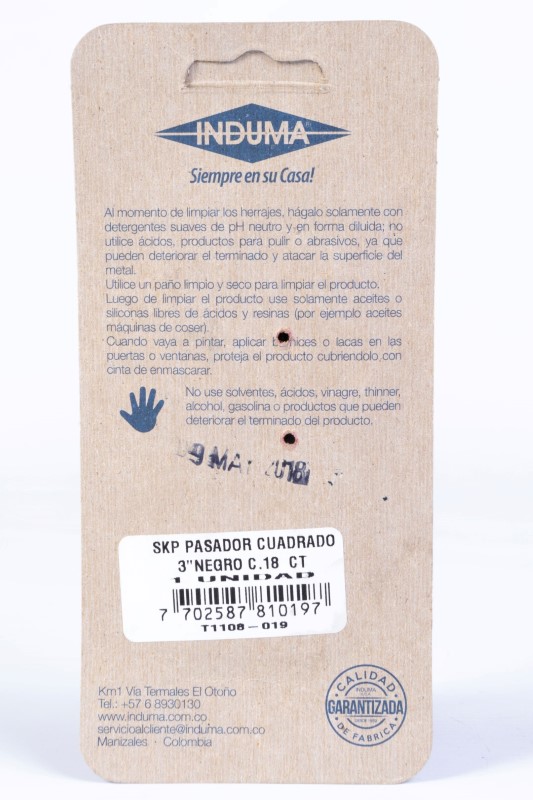 INDUMA
Siempre en su Casa!
Al momento de limpiar los herrajes, hágalo solamente con
detergentes suaves de pH neutro y en forma diluida; no
utilice ácidos, productos para pulir o abrasivos, ya que
pueden deteriorar el terminado y atacar la superficie del
metal.
Utilice un paño limpio y seco para limpiar el producto.
Luego de limpiar el producto use solamente aceites o
siliconas libres de ácidos y resinas (por ejemplo aceites
máquinas de coser).
Cuando vaya a pintar, aplicar barnices o lacas en las
puertas o ventanas, proteja el producto cubriendolo con
cinta de enmascarar.
No use solventes, ácidos, vinagre, thinner,
alcohol, gasolina o productos que pueden
deteriorar el terminado del producto.
9 MAY 2018
SKP PASADOR CUADRADO
3"NEGRO C.18 CT
1 UNIDAD
7 702587 810197
T1108-019
Km1 Vía Termales El Otoño
Tel.: +57 6 8930130
www.induma.com.co
servicioalcliente@induma.com.co
Manizales · Colombia
CALIDAD
INDUMA
GARANTIZADA
DE FABRICA